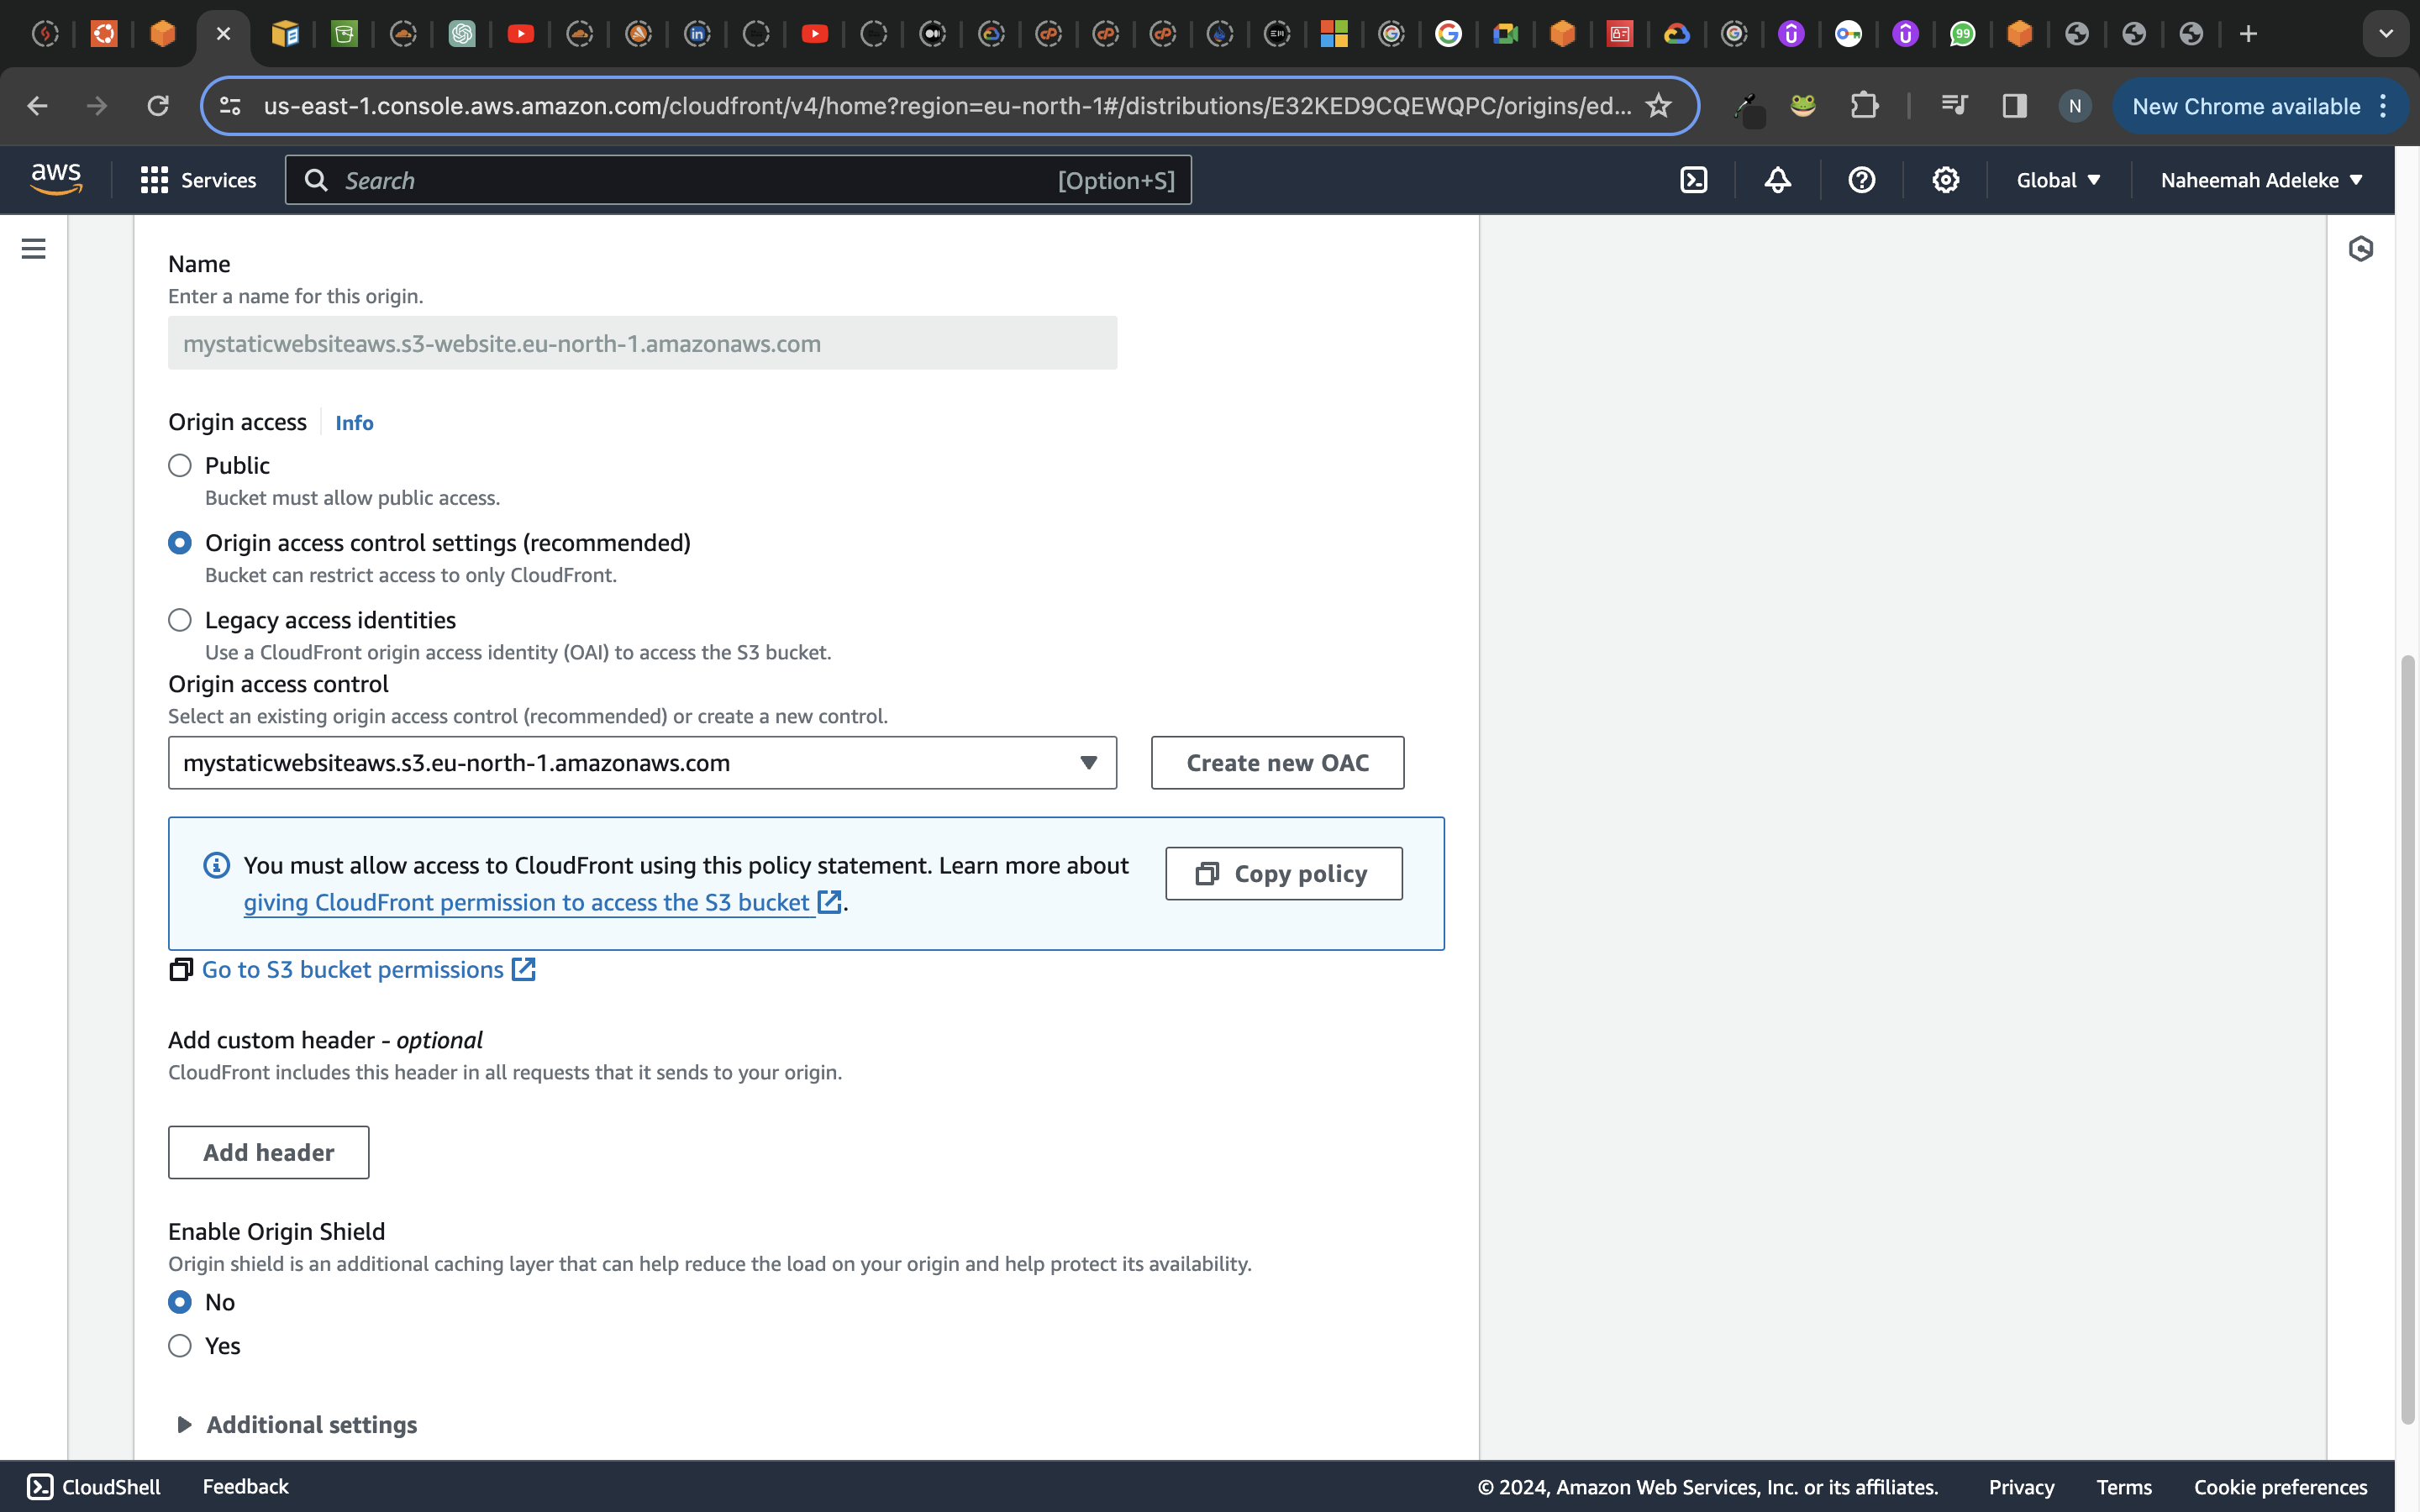 us-east-1.console.aws.amazon.com/cloudfront/v4/home?region=eu-north-1#/distributions/E32KED9CQEWQPC/origins/ed...
N
New Chrome available
aws
Services
Search
[Option+S]
Global
Naheemah Adeleke
Name
Enter a name for this origin.
mystaticwebsiteaws.s3-website.eu-north-1.amazonaws.com
Origin access
Info
Public
Bucket must allow public access.
Origin access control settings (recommended)
Bucket can restrict access to only CloudFront.
Legacy access identities
Use a CloudFront origin access identity (OAI) to access the S3 bucket.
Origin access control
Select an existing origin access control (recommended) or create a new control.
mystaticwebsiteaws.s3.eu-north-1.amazonaws.com
Create new OAC
You must allow access to CloudFront using this policy statement. Learn more about
giving CloudFront permission to access the S3 bucket.
Copy policy
Go to S3 bucket permissions
Add custom header - optional
CloudFront includes this header in all requests that it sends to your origin.
Add header
Enable Origin Shield
Origin shield is an additional caching layer that can help reduce the load on your origin and help protect its availability.
No
Yes
Additional settings
CloudShell
Feedback
© 2024, Amazon Web Services, Inc. or its affiliates.
Privacy
Terms
Cookie preferences